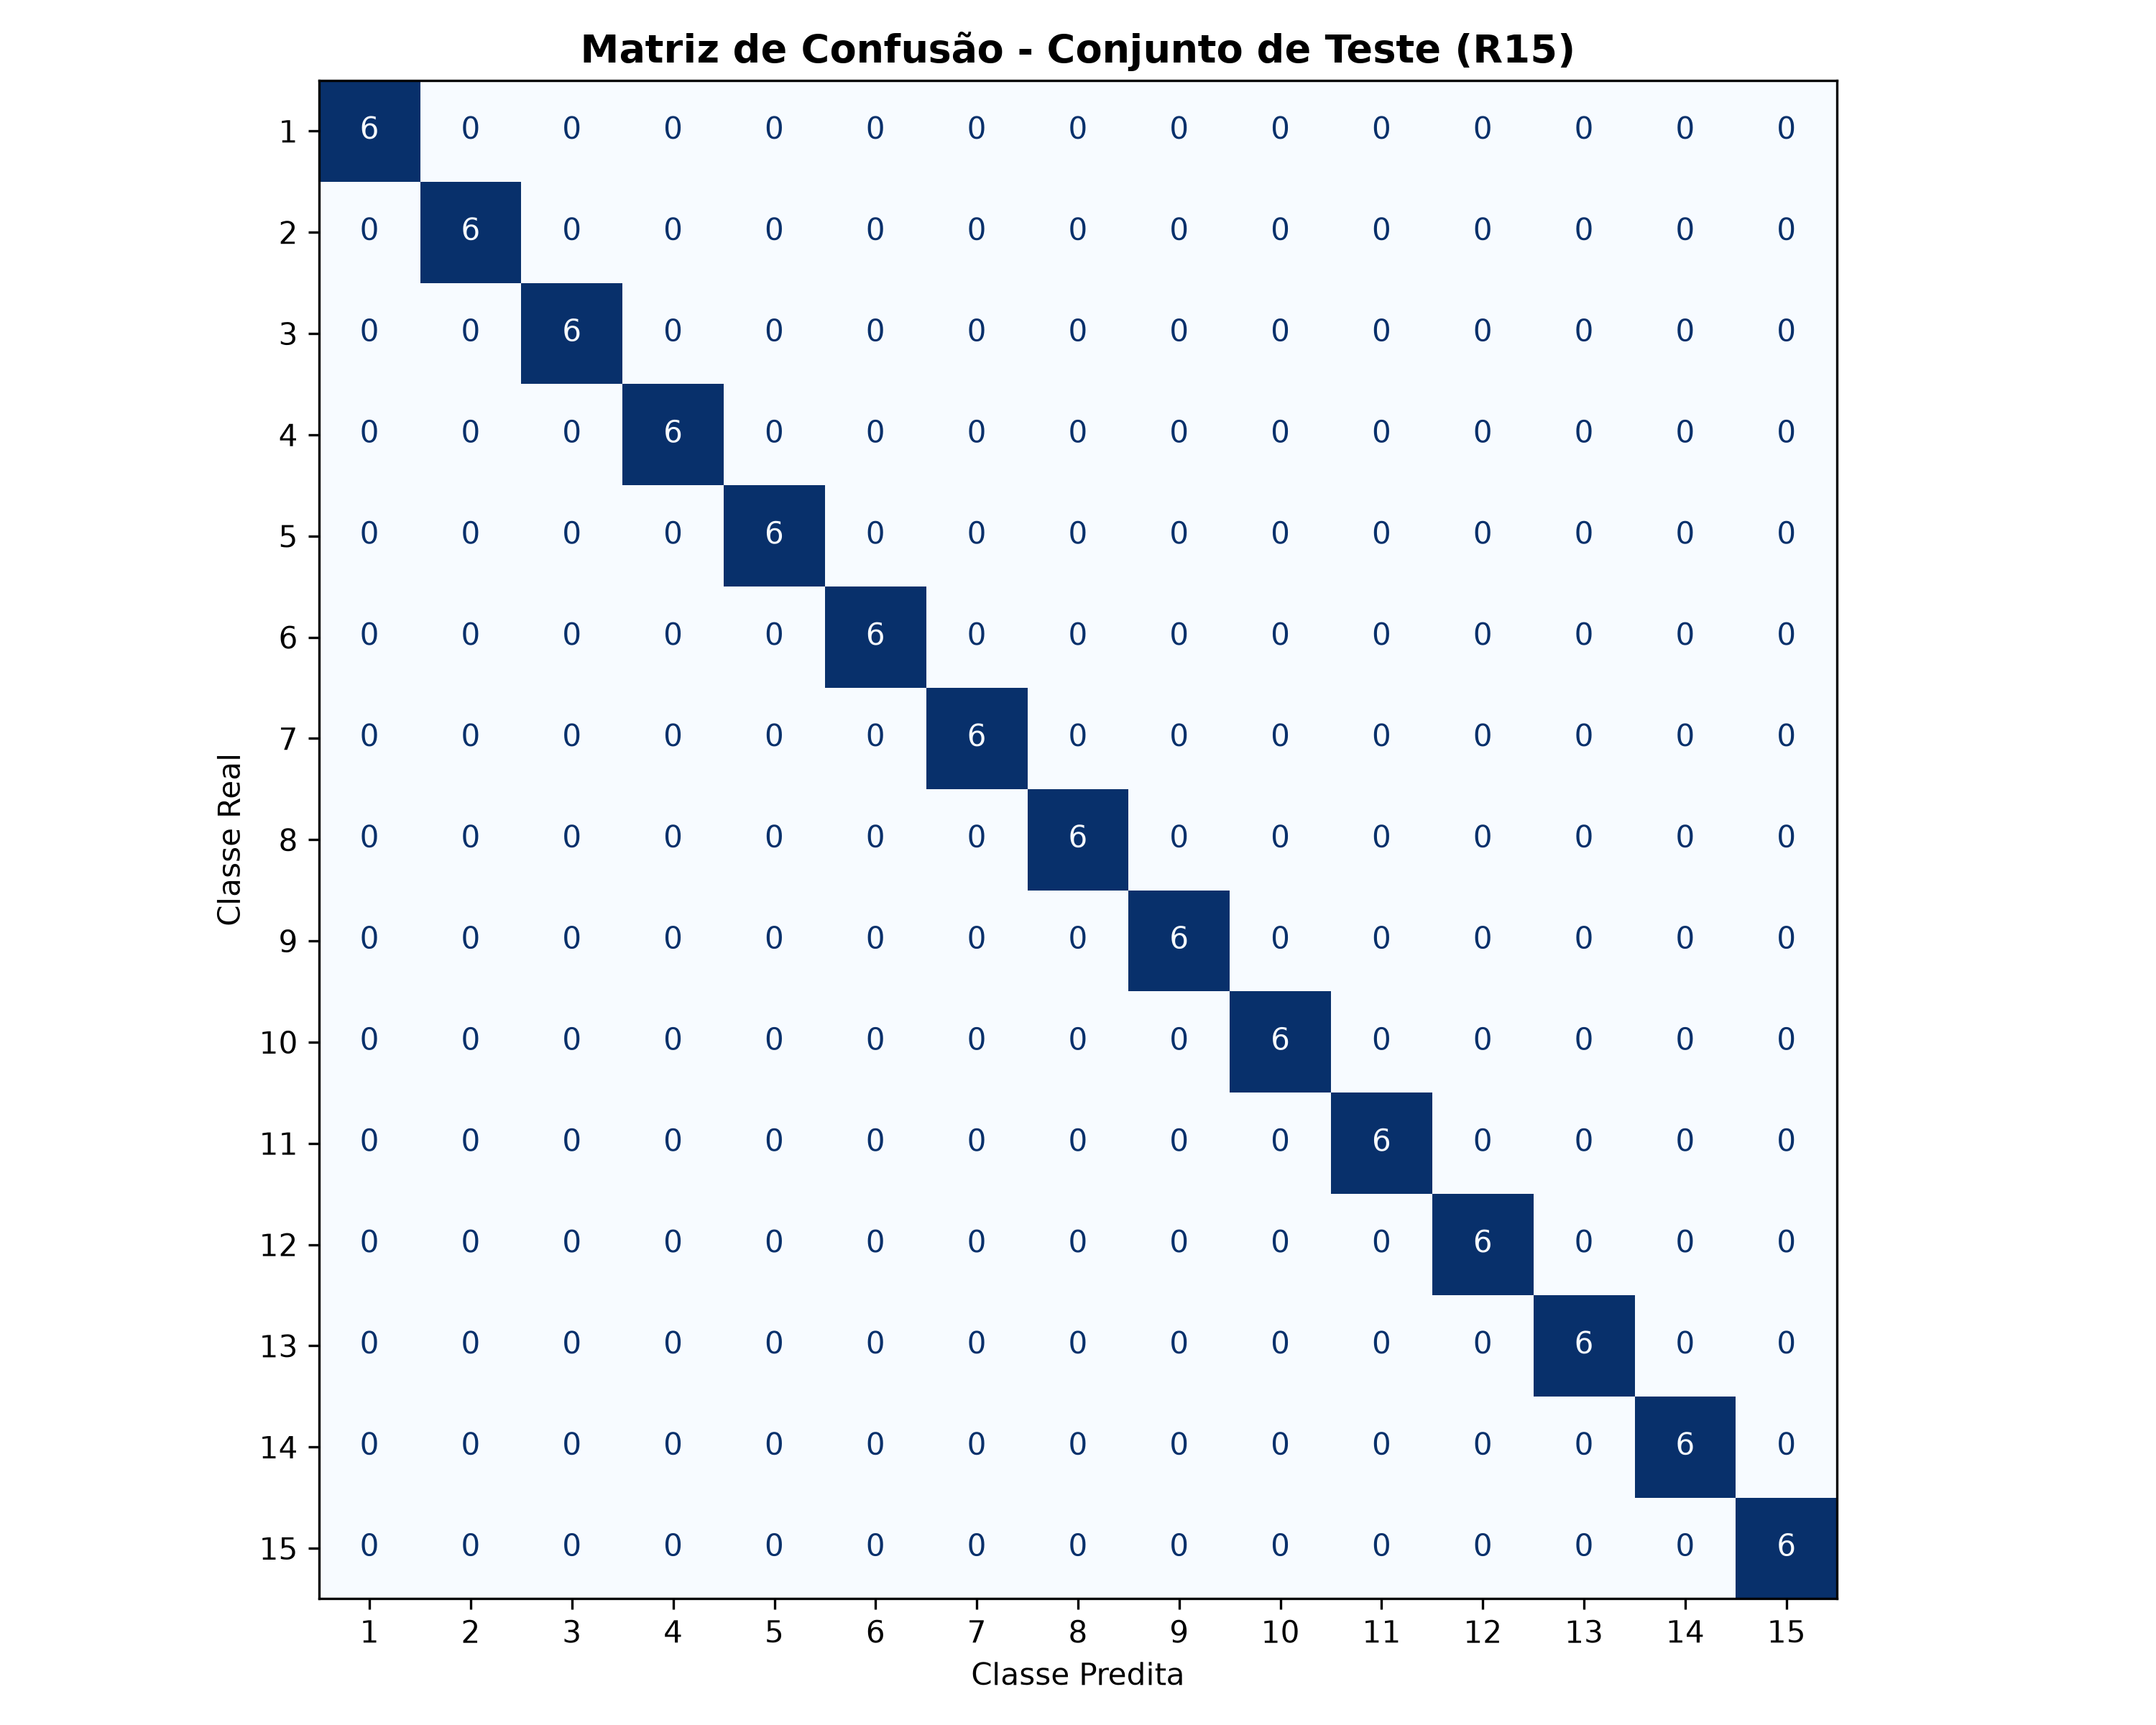 Matriz de Confusão - Conjunto de Teste (R15)
Classe Real
1 6 0 0 0 0 0 0 0 0 0 0 0 0 0 0
2 0 6 0 0 0 0 0 0 0 0 0 0 0 0 0
3 0 0 6 0 0 0 0 0 0 0 0 0 0 0 0
4 0 0 0 6 0 0 0 0 0 0 0 0 0 0 0
5 0 0 0 0 6 0 0 0 0 0 0 0 0 0 0
6 0 0 0 0 0 6 0 0 0 0 0 0 0 0 0
7 0 0 0 0 0 0 6 0 0 0 0 0 0 0 0
8 0 0 0 0 0 0 0 6 0 0 0 0 0 0 0
9 0 0 0 0 0 0 0 0 6 0 0 0 0 0 0
10 0 0 0 0 0 0 0 0 0 6 0 0 0 0 0
11 0 0 0 0 0 0 0 0 0 0 6 0 0 0 0
12 0 0 0 0 0 0 0 0 0 0 0 6 0 0 0
13 0 0 0 0 0 0 0 0 0 0 0 0 6 0 0
14 0 0 0 0 0 0 0 0 0 0 0 0 0 6 0
15 0 0 0 0 0 0 0 0 0 0 0 0 0 0 6
1 2 3 4 5 6 7 8 9 10 11 12 13 14 15
Classe Predita